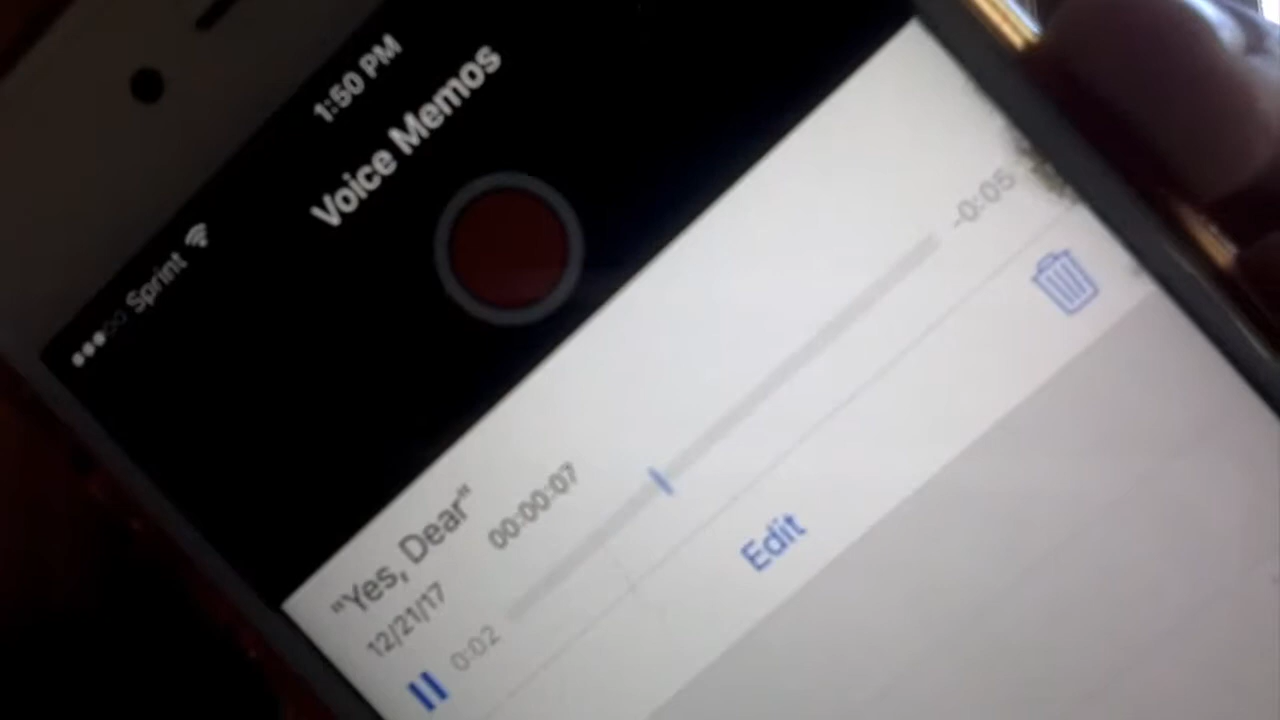 Sprint 1:50 PM
Voice Memos
"Yes, Dear"
12/21/17 00:00:07
0:02 -0:05
Edit